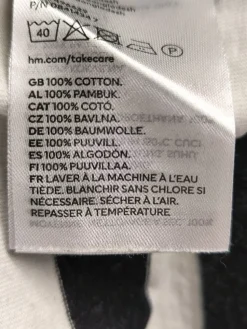 40
P
hm.com/takecare
GB 100% COTTON.
AL 100% PAMBUK.
CAT 100% COTÓ.
CZ 100% BAVLNA.
DE 100% BAUMWOLLE.
EE 100% PUUVILL.
ES 100% ALGODÓN.
FI 100% PUUVILLAA.
FR LAVER À LA MACHINE À L'EAU
TIÈDE. BLANCHIR SANS CHLORE SI
NÉCESSAIRE. SÉCHER À L'AIR.
REPASSER À TEMPÉRATURE